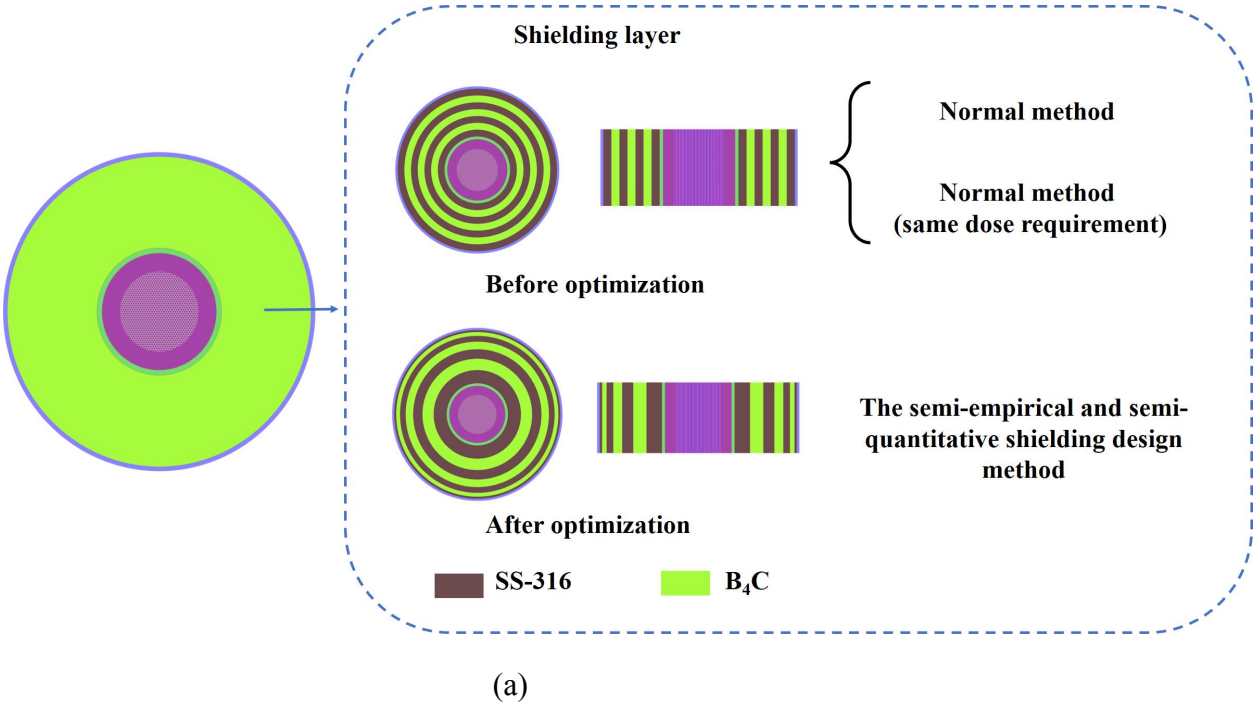 Shielding layer
Normal method
Normal method
(same dose requirement)
Before optimization
The semi-empirical and semi-
quantitative shielding design
method
After optimization
SS-316
B₄C
(a)